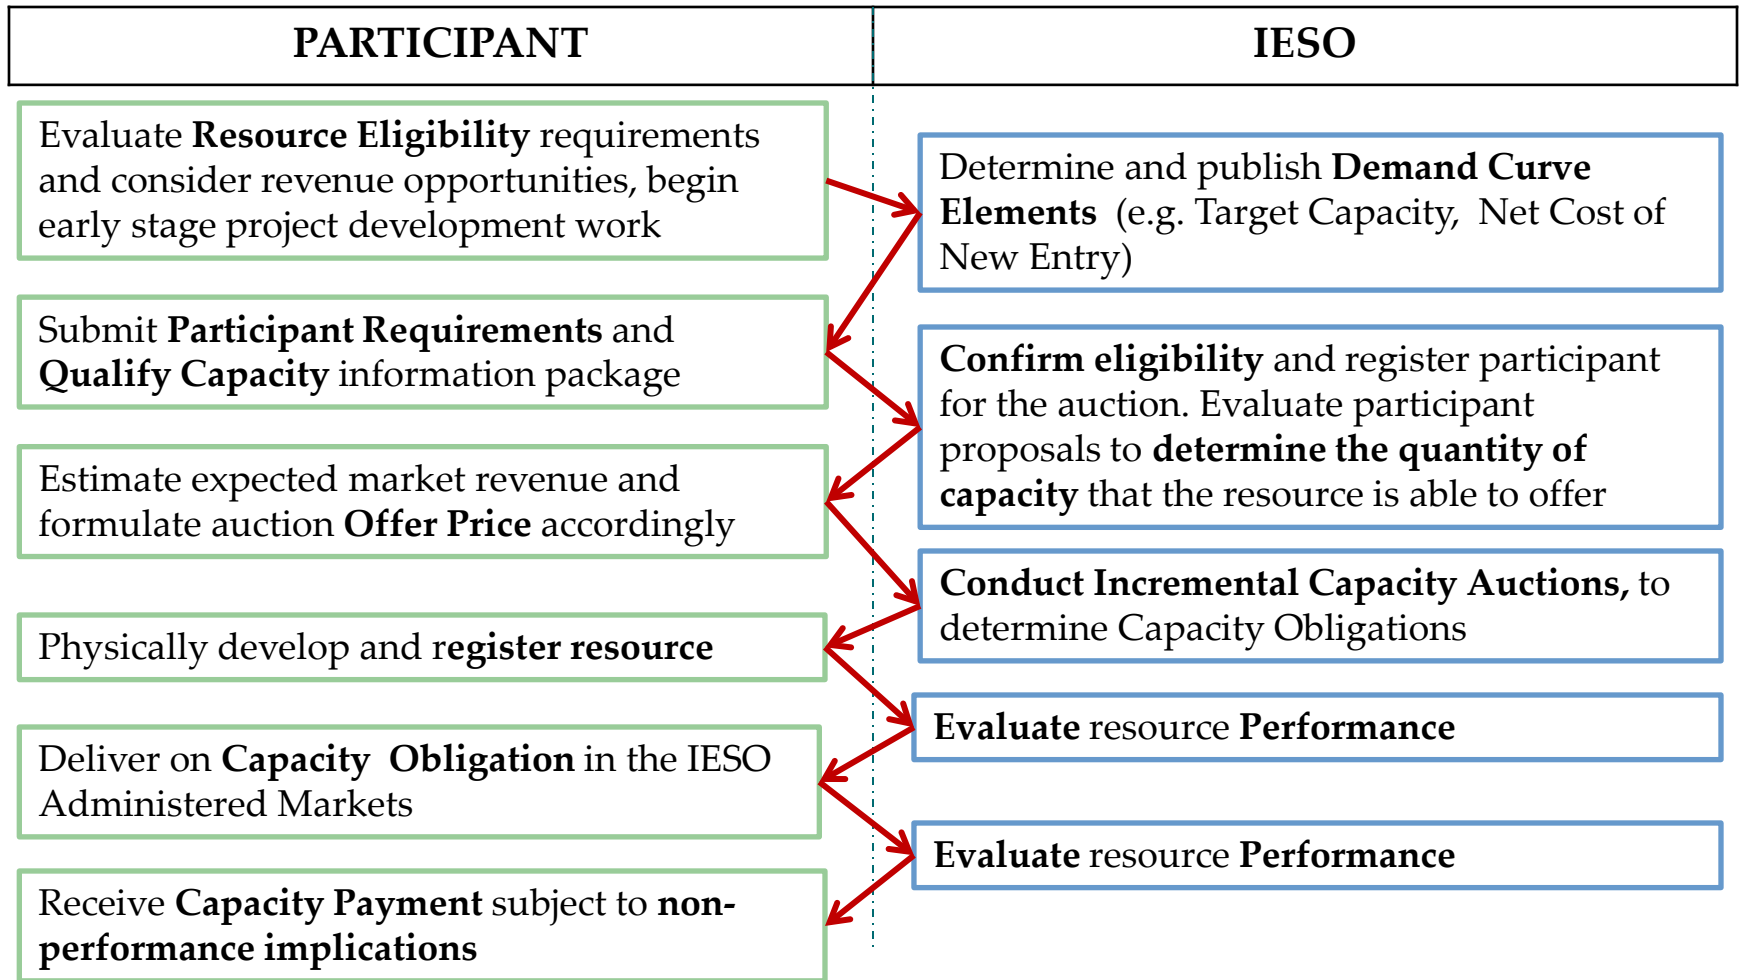 PARTICIPANT
IESO
Evaluate Resource Eligibility requirements
and consider revenue opportunities, begin
early stage project development work
Determine and publish Demand Curve
Elements (e.g. Target Capacity, Net Cost of
New Entry)
Submit Participant Requirements and
Qualify Capacity information package
Confirm eligibility and register participant
for the auction. Evaluate participant
proposals to determine the quantity of
capacity that the resource is able to offer
Estimate expected market revenue and
formulate auction Offer Price accordingly
Conduct Incremental Capacity Auctions, to
determine Capacity Obligations
Physically develop and register resource
Evaluate resource Performance
Deliver on Capacity Obligation in the IESO
Administered Markets
Evaluate resource Performance
Receive Capacity Payment subject to non-
performance implications